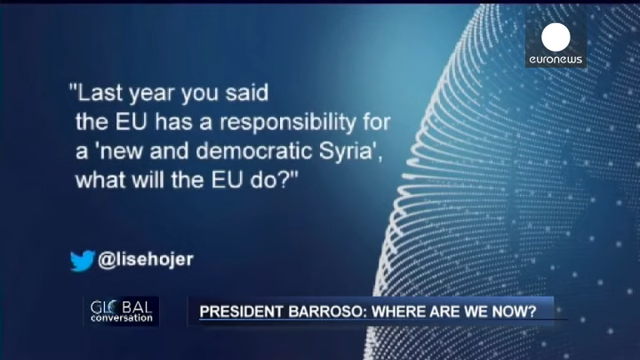 euronews
"Last year you said
the EU has a responsibility for
a 'new and democratic Syria',
what will the EU do?"
@lisehojer
GLOBAL
conversation
PRESIDENT BARROSO: WHERE ARE WE NOW?